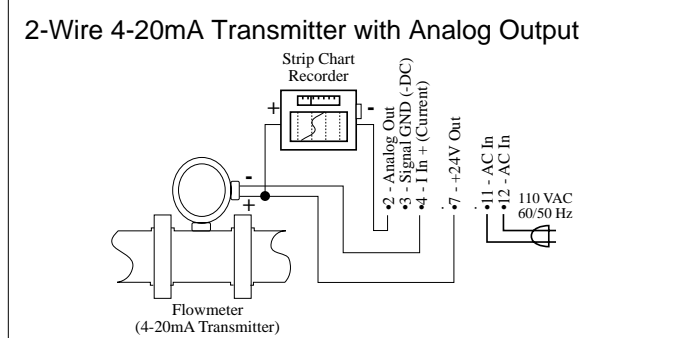 2-Wire 4-20mA Transmitter with Analog Output
Strip Chart
Recorder
+
-
2 - Analog Out
3 - Signal GND (-DC)
4 - I In + (Current)
7 - +24V Out
11 - AC In
12 - AC In
110 VAC
60/50 Hz
-
+
Flowmeter
(4-20mA Transmitter)